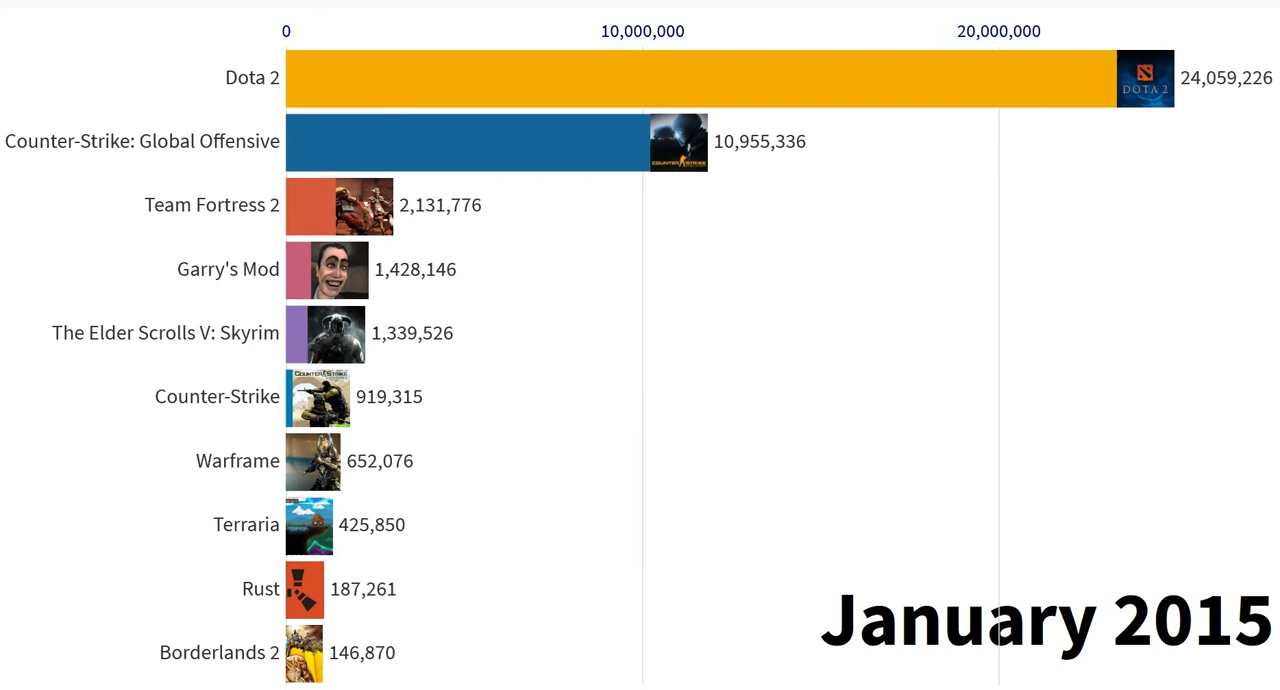 0 10,000,000 20,000,000
Dota 2 DOTA 2 24,059,226
Counter-Strike: Global Offensive COUNTER STRIKE 10,955,336
Team Fortress 2 2,131,776
Garry's Mod 1,428,146
The Elder Scrolls V: Skyrim 1,339,526
Counter-Strike COUNTER STRIKE 919,315
Warframe 652,076
Terraria 425,850
Rust 187,261
January 2015
Borderlands 2 146,870